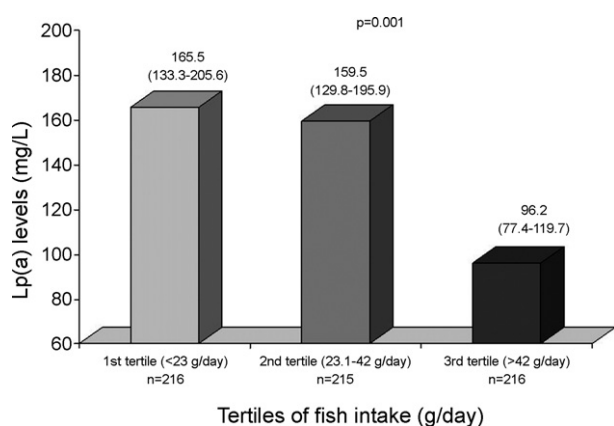 p=0.001
Lp(a) levels (mg/L)
200
180
160
140
120
100
80
60
165.5
(133.3-205.6)
159.5
(129.8-195.9)
96.2
(77.4-119.7)
1st tertile (<23 g/day)
n=216
2nd tertile (23.1-42 g/day)
n=215
3rd tertile (>42 g/day)
n=216
Tertiles of fish intake (g/day)